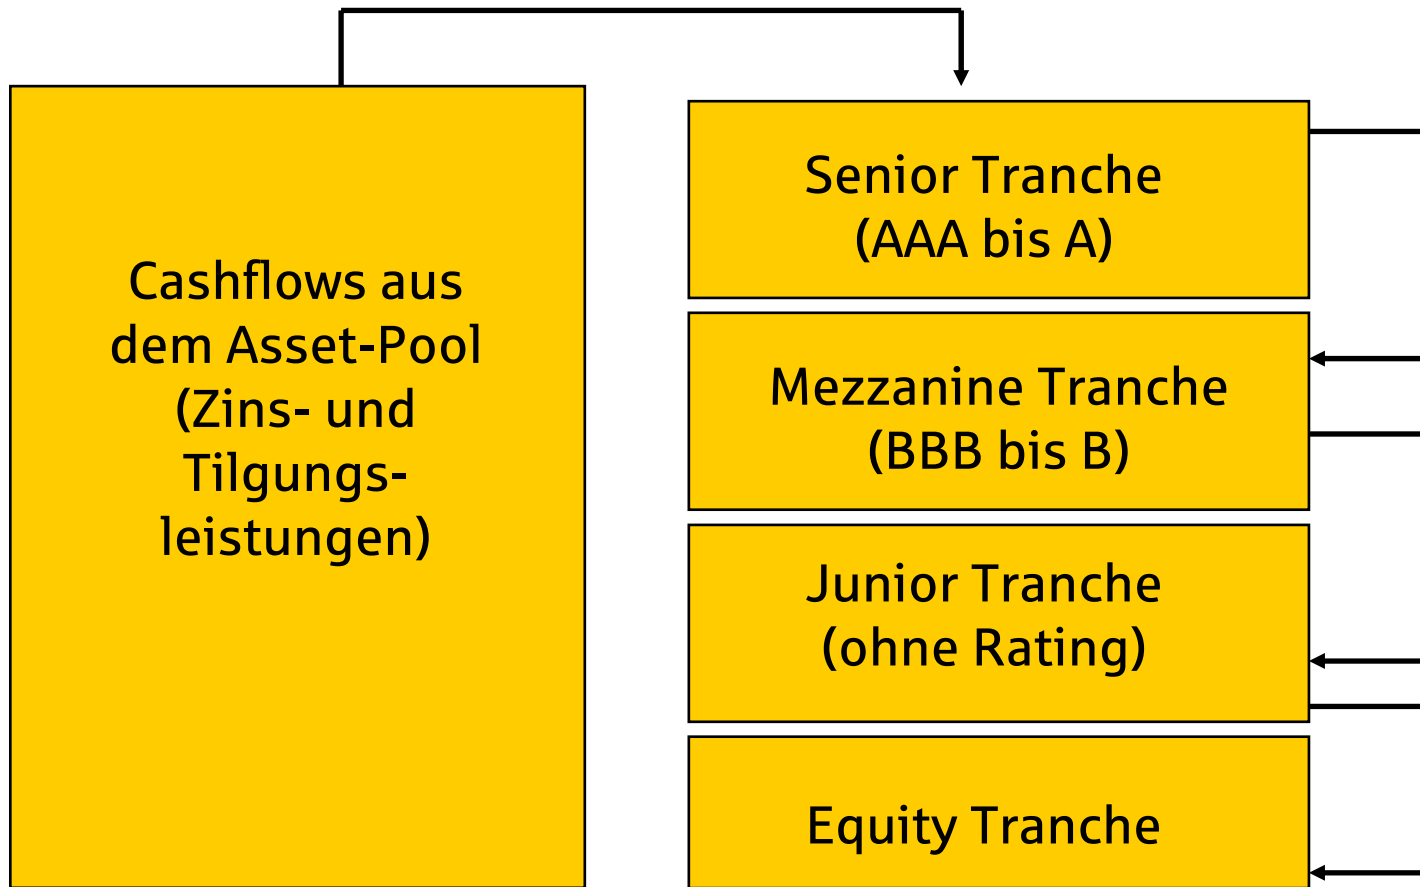 Cashflows aus
dem Asset-Pool
(Zins- und
Tilgungs-
leistungen)
Senior Tranche
(AAA bis A)
Mezzanine Tranche
(BBB bis B)
Junior Tranche
(ohne Rating)
Equity Tranche